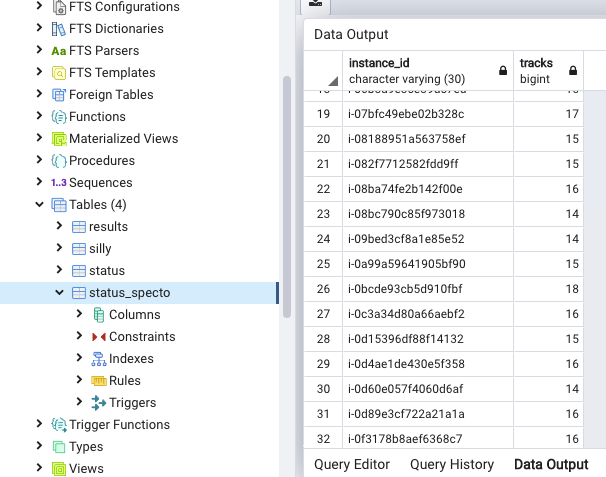 FTS Configurations
FTS Dictionaries
Aa FTS Parsers
FTS Templates
Foreign Tables
Functions
Materialized Views
Procedures
1..3 Sequences
Tables (4)
results
silly
status
status_specto
Columns
Constraints
Indexes
Rules
Triggers
Trigger Functions
Types
Views
Data Output
instance_id
character varying (30)
tracks
bigint
19 i-07bfc49ebe02b328c 17
20 i-08188951a563758ef 15
21 i-082f7712582fdd9ff 15
22 i-08ba74fe2b142f00e 16
23 i-08bc790c85f973018 14
24 i-09bed3cf8a1e85e52 14
25 i-0a99a59641905bf90 15
26 i-0bcde93cb5d910fbf 18
27 i-0c3a34d80a66aebf2 16
28 i-0d15396df88f14132 15
29 i-0d4ae1de430e5f358 16
30 i-0d60e057f4060d6af 14
31 i-0d89e3cf722a21a1a 16
32 i-0f3178b8aef6368c7 16
Query Editor Query History Data Output